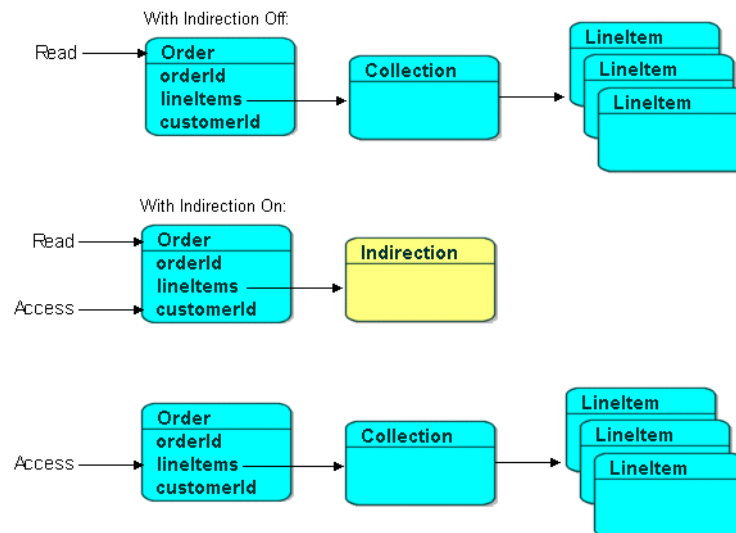 With Indirection Off:
Read
Order
orderId
lineItems
customerId
Collection
LineItem
LineItem
LineItem
With Indirection On:
Read
Order
orderId
lineItems
Access
customerId
Indirection
Order
orderId
Access
lineItems
customerId
Collection
LineItem
LineItem
LineItem